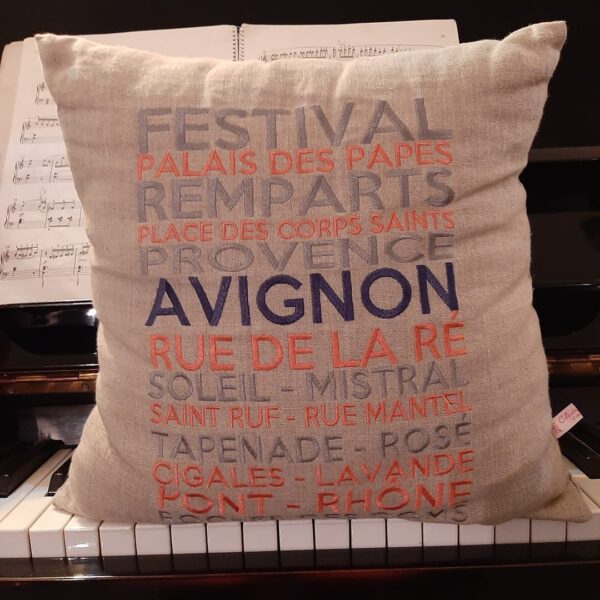 FESTIVAL
PALAIS DES PAPES
REMPARTS
PLACE DES CORPS SAINTS
PROVENCE
AVIGNON
RUE DE LA RÉ
SOLEIL - MISTRAL
SAINT RUF - RUE MANTEL
TAPENADE - ROSÉ
CIGALES - LAVANDE
PONT - RHÔNE